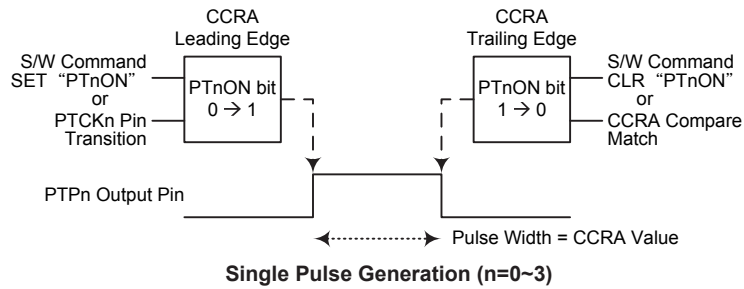 CCRA
Leading Edge
S/W Command
SET “PTnON”
or
PTCKn Pin
Transition
PTnON bit
0 → 1
CCRA
Trailing Edge
PTnON bit
1 → 0
S/W Command
CLR “PTnON”
or
CCRA Compare
Match
PTPn Output Pin
Pulse Width = CCRA Value
Single Pulse Generation (n=0~3)